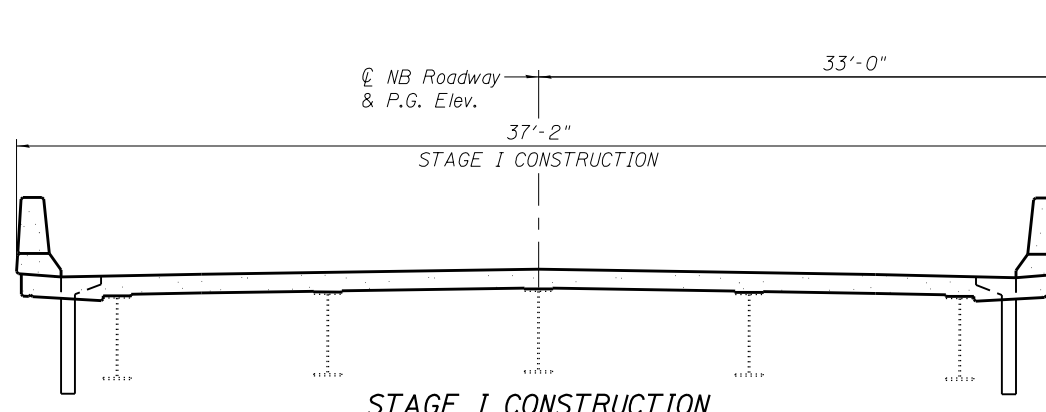 33'-0"
℄ NB Roadway
& P.G. Elev.
37'-2"
STAGE I CONSTRUCTION
STAGE I CONSTRUCTION